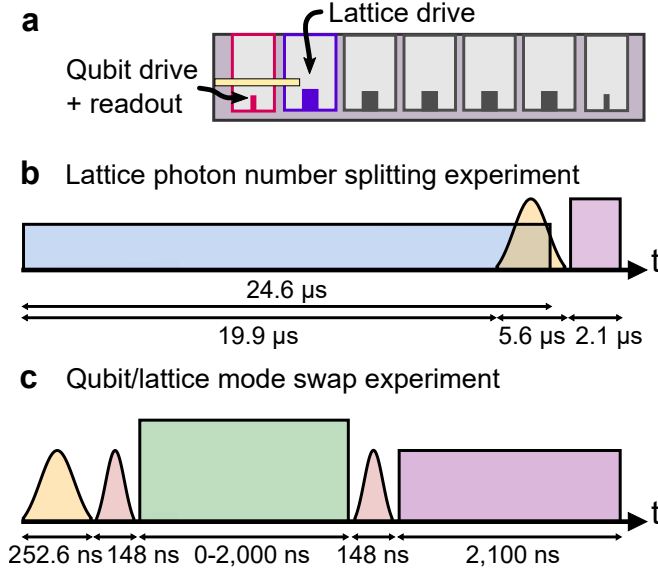 a
Lattice drive
Qubit drive
+ readout
b Lattice photon number splitting experiment
t
24.6 µs
19.9 µs 5.6 µs 2.1 µs
c Qubit/lattice mode swap experiment
t
252.6 ns 148 ns 0-2,000 ns 148 ns 2,100 ns